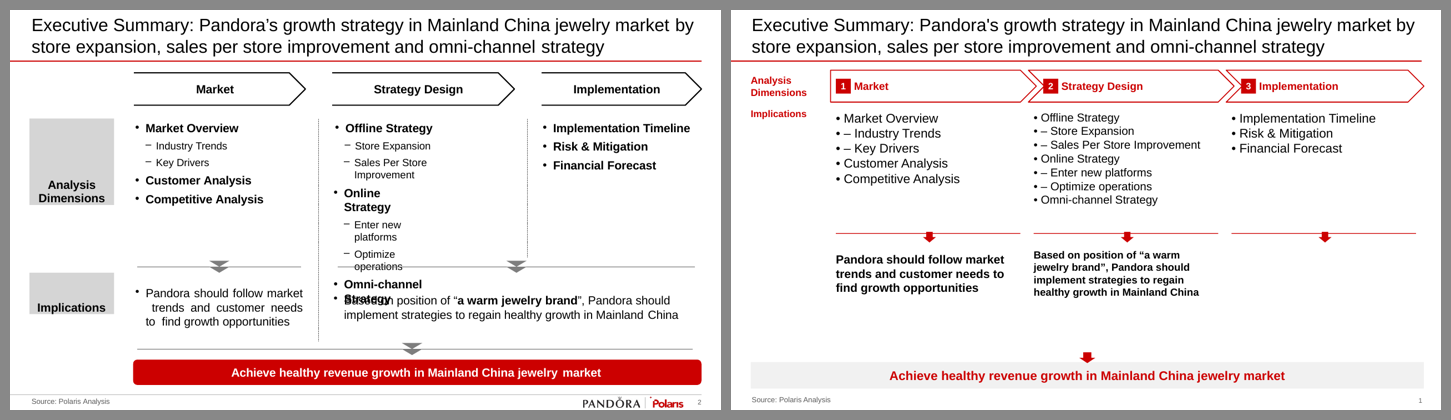 Executive Summary: Pandora’s growth strategy in Mainland China jewelry market by
store expansion, sales per store improvement and omni-channel strategy
Market
Strategy Design
Implementation
Analysis
Dimensions
• Market Overview
– Industry Trends
– Key Drivers
• Customer Analysis
• Competitive Analysis
• Offline Strategy
– Store Expansion
– Sales Per Store
Improvement
• Online
Strategy
– Enter new
platforms
– Optimize
operations
• Omni-channel
• Strategy
• Implementation Timeline
• Risk & Mitigation
• Financial Forecast
Implications
• Pandora should follow market
trends and customer needs
to find growth opportunities
Based on position of “a warm jewelry brand”, Pandora should
implement strategies to regain healthy growth in Mainland China
Achieve healthy revenue growth in Mainland China jewelry market
Source: Polaris Analysis
PANDÖRA
Polaris
2
Executive Summary: Pandora's growth strategy in Mainland China jewelry market by
store expansion, sales per store improvement and omni-channel strategy
Analysis
Dimensions
Implications
1 Market
2 Strategy Design
3 Implementation
• Market Overview
• – Industry Trends
• – Key Drivers
• Customer Analysis
• Competitive Analysis
• Offline Strategy
• – Store Expansion
• – Sales Per Store Improvement
• Online Strategy
• – Enter new platforms
• – Optimize operations
• Omni-channel Strategy
• Implementation Timeline
• Risk & Mitigation
• Financial Forecast
Pandora should follow market
trends and customer needs to
find growth opportunities
Based on position of “a warm
jewelry brand”, Pandora should
implement strategies to regain
healthy growth in Mainland China
Achieve healthy revenue growth in Mainland China jewelry market
Source: Polaris Analysis
1